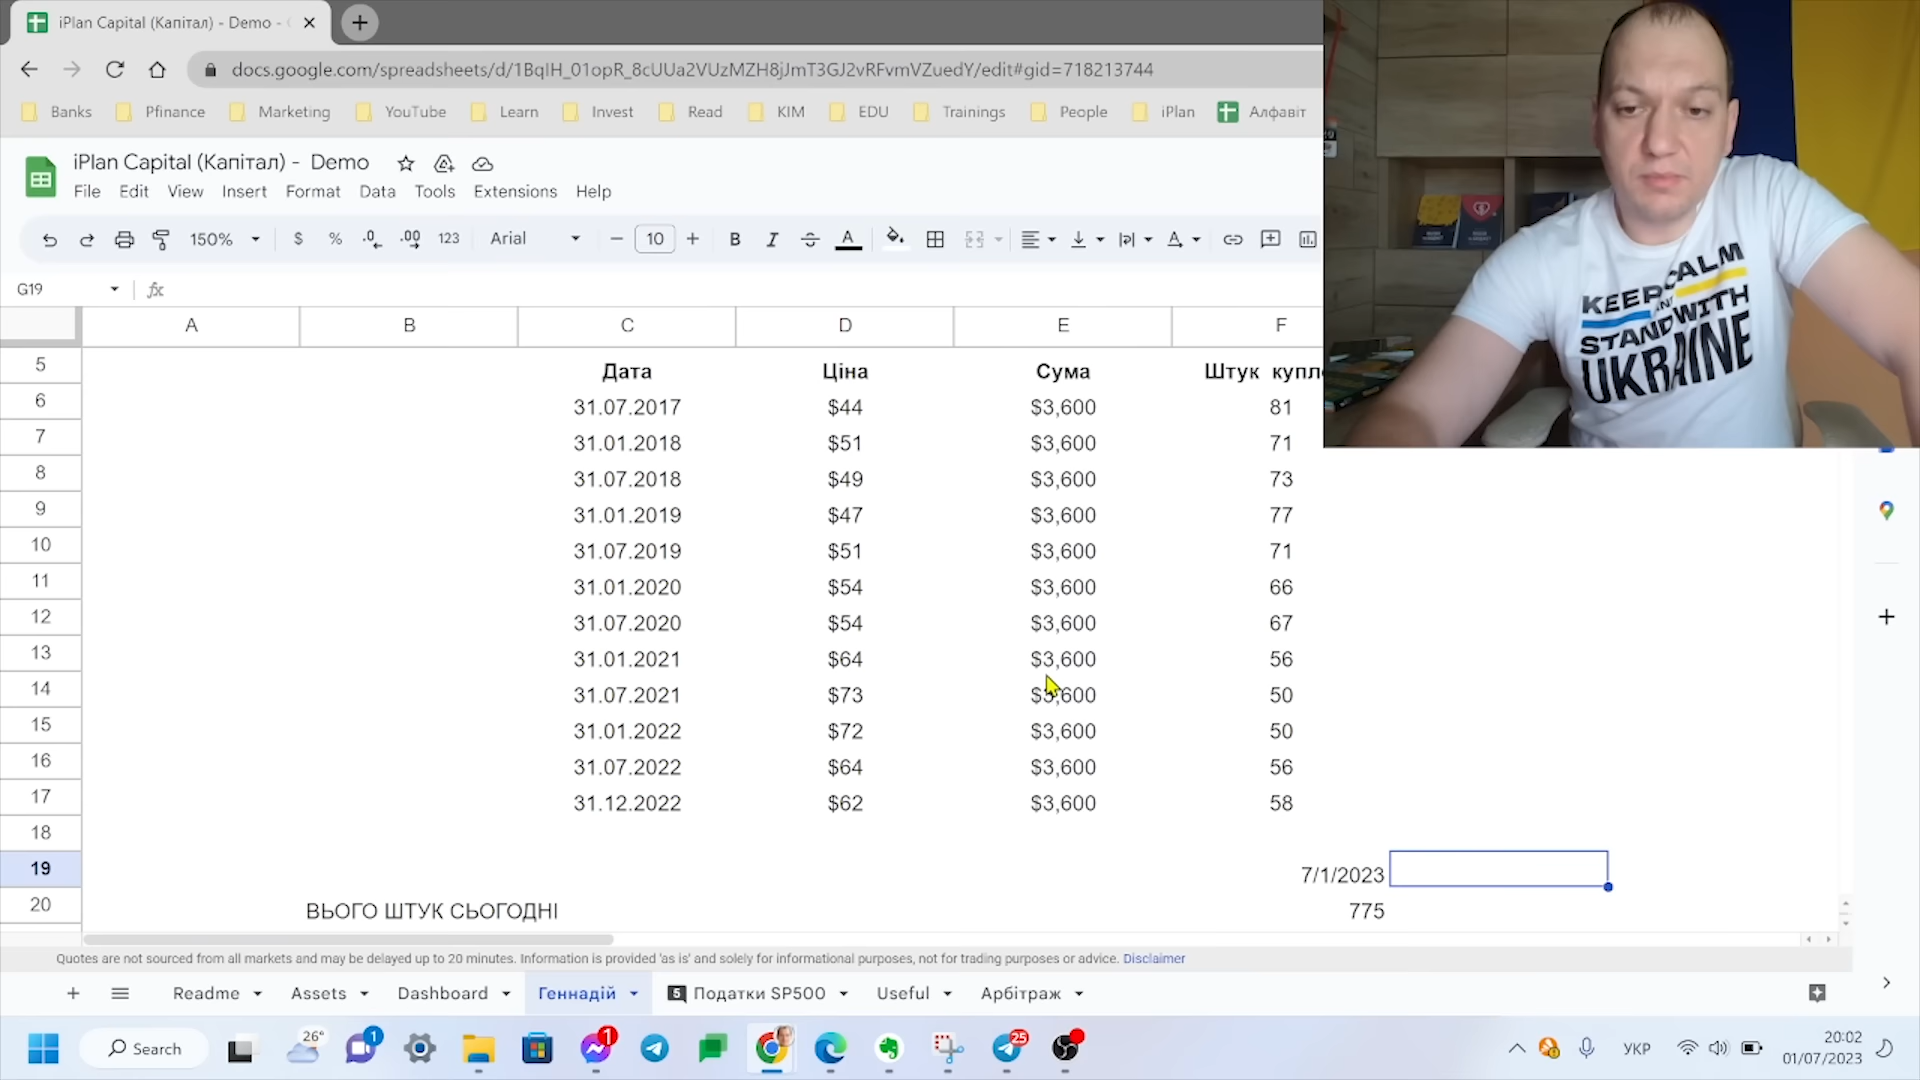 iPlan Capital (Капітал) - Demo -
docs.google.com/spreadsheets/d/1BqIH_01opR_8cUUa2VUzMZH8jJmT3GJ2vRFvmVZuedY/edit#gid=718213744
Banks Pfinance Marketing YouTube Learn Invest Read KIM EDU Trainings People iPlan Алфавіт
iPlan Capital (Капітал) - Demo
File Edit View Insert Format Data Tools Extensions Help
150% $ % .0 .00 123 Arial 10 B I A
G19 fx
A B C D E F
5 Дата Ціна Сума Штук купл
6 31.07.2017 $44 $3,600 81
7 31.01.2018 $51 $3,600 71
8 31.07.2018 $49 $3,600 73
9 31.01.2019 $47 $3,600 77
10 31.07.2019 $51 $3,600 71
11 31.01.2020 $54 $3,600 66
12 31.07.2020 $54 $3,600 67
13 31.01.2021 $64 $3,600 56
14 31.07.2021 $73 $3,600 50
15 31.01.2022 $72 $3,600 50
16 31.07.2022 $64 $3,600 56
17 31.12.2022 $62 $3,600 58
18
19 7/1/2023
20 ВЬОГО ШТУК СЬОГОДНІ 775
Quotes are not sourced from all markets and may be delayed up to 20 minutes. Information is provided 'as is' and solely for informational purposes, not for trading purposes or advice. Disclaimer
Readme Assets Dashboard Геннадій 5 Податки SP500 Useful Арбітраж
26° Search 1 1 25 УКР 20:02
01/07/2023
KEEP CALM
AND
STAND WITH
UKRAINE